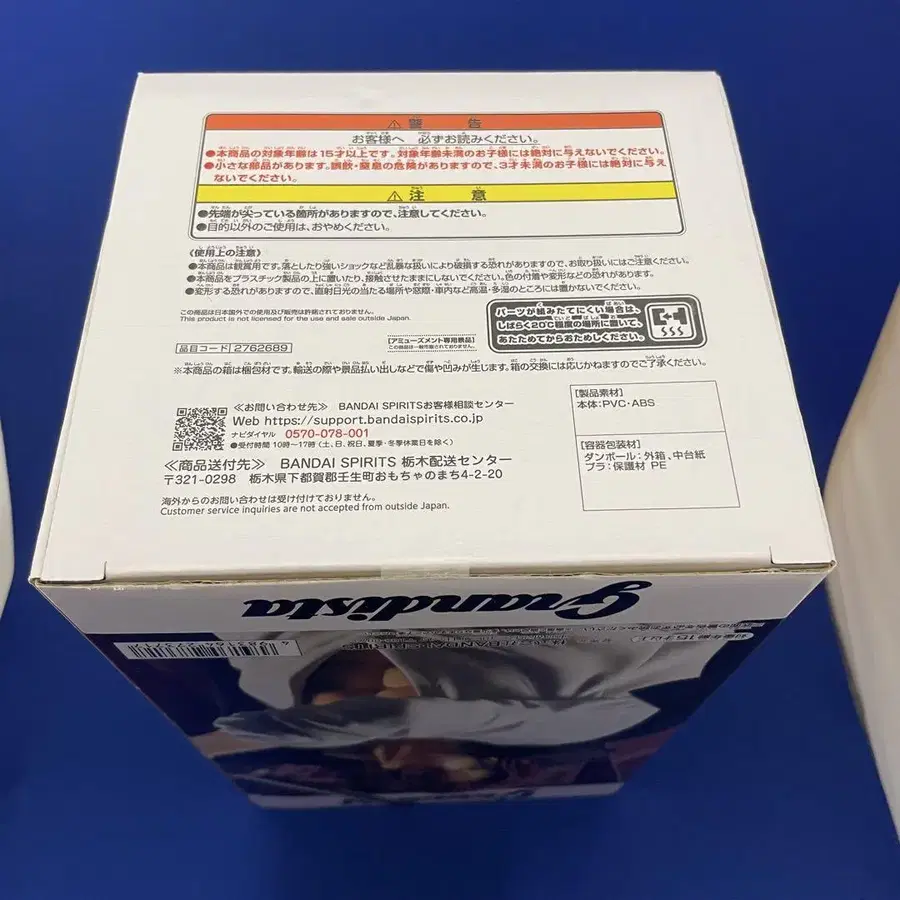 ⚠警告
お客様へ 必ずお読みください。
●本商品の対象年齢は15才以上です。対象年齢未満のお子様には絶対に与えないでください。
●小さな部品があります。誤飲・窒息の危険がありますので、3才未満のお子様には絶対に与え
ないでください。
⚠注意
●先端が尖っている箇所がありますので、注意してください。
●目的以外のご使用は、おやめください。
《使用上の注意》
●本商品は観賞用です。落としたり強いショックなど乱暴な扱いにより破損する恐れがありますので、お取り扱いにはご注意ください。
●本商品をプラスチック製品の上に置いたり、接触させたままにしないでください。色の付着や変形などの恐れがあります。
●変形する恐れがありますので、直射日光の当たる場所や窓際・車内など高温・多湿のところには置かないでください。
この商品は日本国外での使用及び販売は許諾されていません。
This product is not licensed for the use and sale outside Japan.
パーツが組みたてにくい場合は、
しばらく20℃程度の場所に置いて、
あたためてからおためしください。
[アミューズメント専用景品]
この商品は一般市販されておりません。
品目コード 2762689
※本商品の箱は梱包材です。輸送の際や景品払い出しなどで傷や凹みが生じます。箱の交換には応じかねますのでご了承ください。
≪お問い合わせ先≫ BANDAI SPIRITSお客様相談センター
Web https://support.bandaispirits.co.jp
ナビダイヤル 0570-078-001
●受付時間 10時〜17時(土、日、祝日、夏季・冬季休業日を除く)
≪商品送付先≫ BANDAI SPIRITS 栃木配送センター
〒321-0298 栃木県下都賀郡壬生町おもちゃのまち4-2-20
海外からのお問い合わせは受け付けておりません。
Customer service inquiries are not accepted from outside Japan.
[製品素材]
本体:PVC・ABS
[容器包装材]
ダンボール:外箱、中台紙
プラ:保護材 PE
Grandista